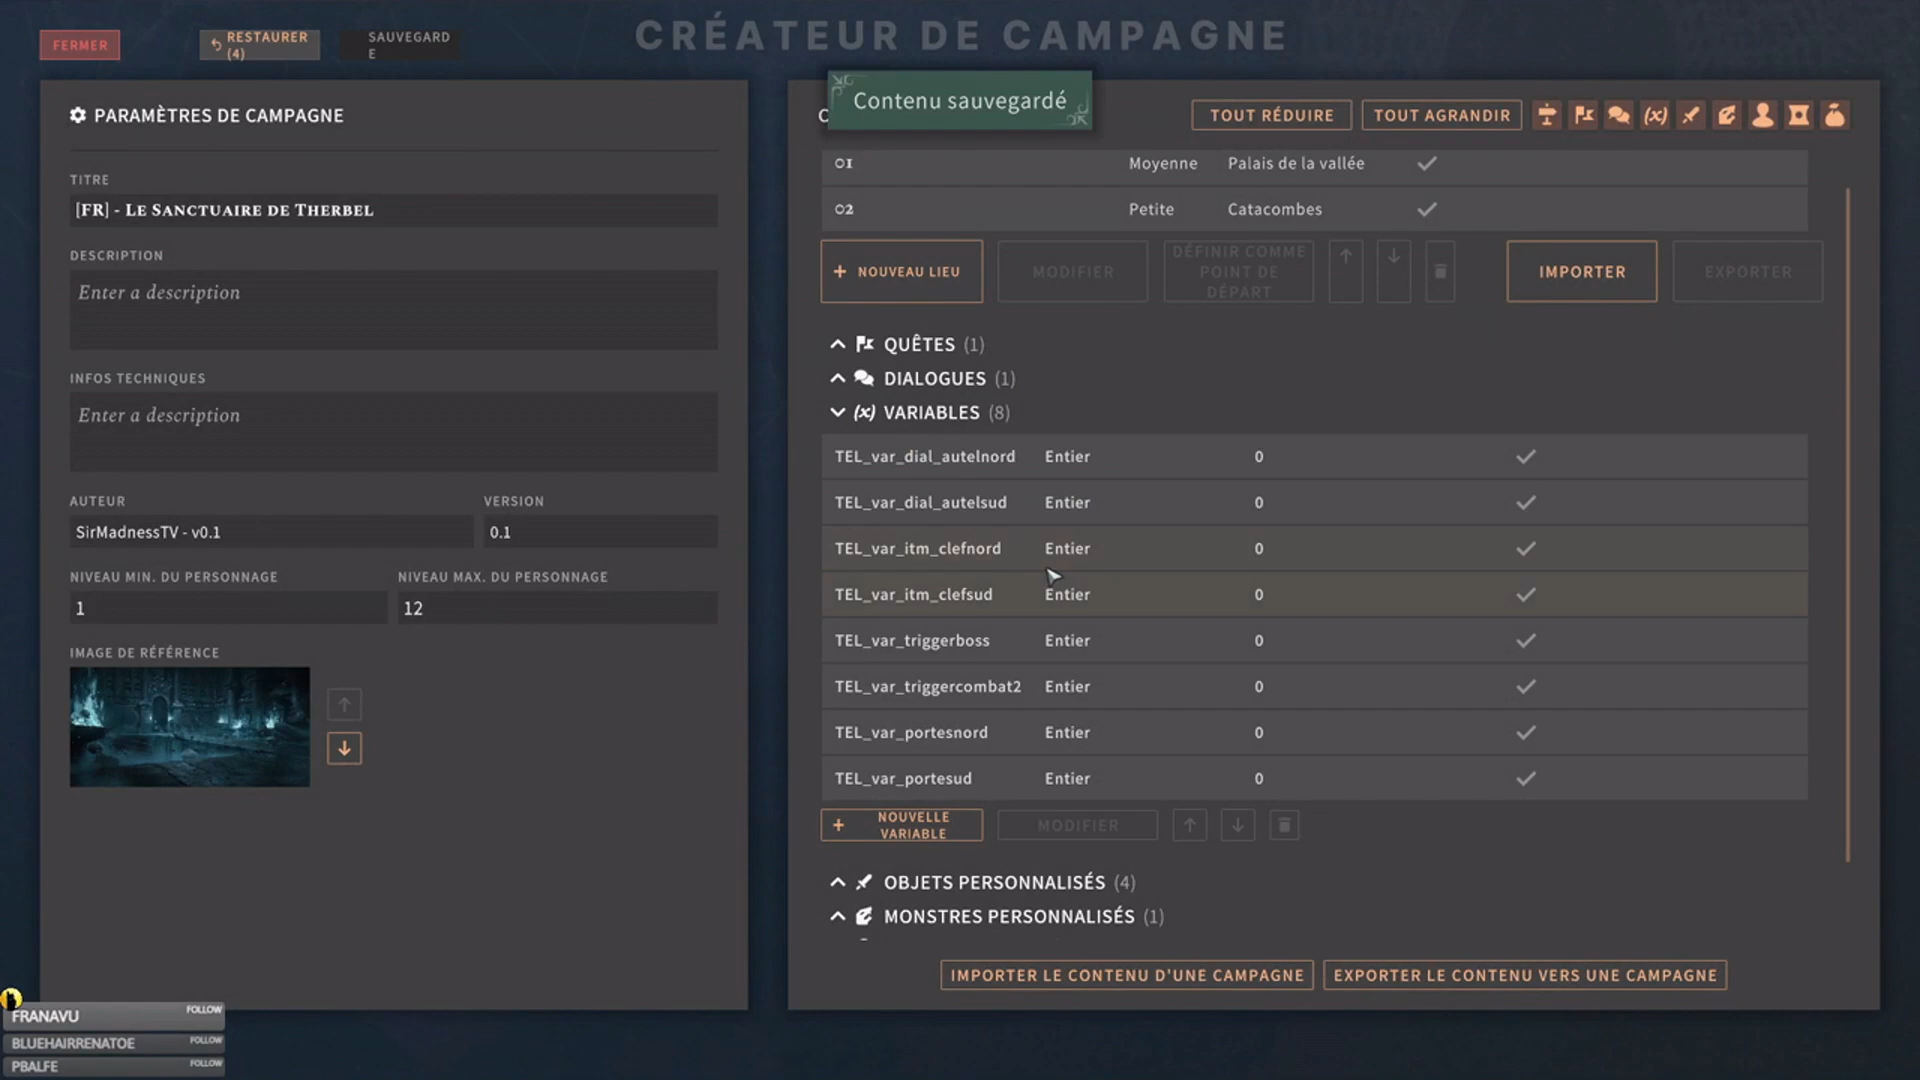 CRÉATEUR DE CAMPAGNE
FERMER
RESTAURER
(4)
SAUVEGARD
E
Contenu sauvegardé
PARAMÈTRES DE CAMPAGNE
TITRE
[FR] - Le Sanctuaire de Therbel
DESCRIPTION
Enter a description
INFOS TECHNIQUES
Enter a description
AUTEUR
VERSION
SirMadnessTV - v0.1
0.1
NIVEAU MIN. DU PERSONNAGE
NIVEAU MAX. DU PERSONNAGE
1
12
IMAGE DE RÉFÉRENCE
TOUT RÉDUIRE
TOUT AGRANDIR
(x)
01 Moyenne Palais de la vallée
02 Petite Catacombes
+ NOUVEAU LIEU
MODIFIER
DÉFINIR COMME
POINT DE
DÉPART
IMPORTER
EXPORTER
QUÊTES (1)
DIALOGUES (1)
(x) VARIABLES (8)
TEL_var_dial_autelnord Entier 0
TEL_var_dial_autelsud Entier 0
TEL_var_itm_clefnord Entier 0
TEL_var_itm_clefsud Entier 0
TEL_var_triggerboss Entier 0
TEL_var_triggercombat2 Entier 0
TEL_var_portesnord Entier 0
TEL_var_portesud Entier 0
+ NOUVELLE
VARIABLE
MODIFIER
OBJETS PERSONNALISÉS (4)
MONSTRES PERSONNALISÉS (1)
IMPORTER LE CONTENU D'UNE CAMPAGNE
EXPORTER LE CONTENU VERS UNE CAMPAGNE
FRANAVU FOLLOW
BLUEHAIRRENATOE FOLLOW
PBALFE FOLLOW